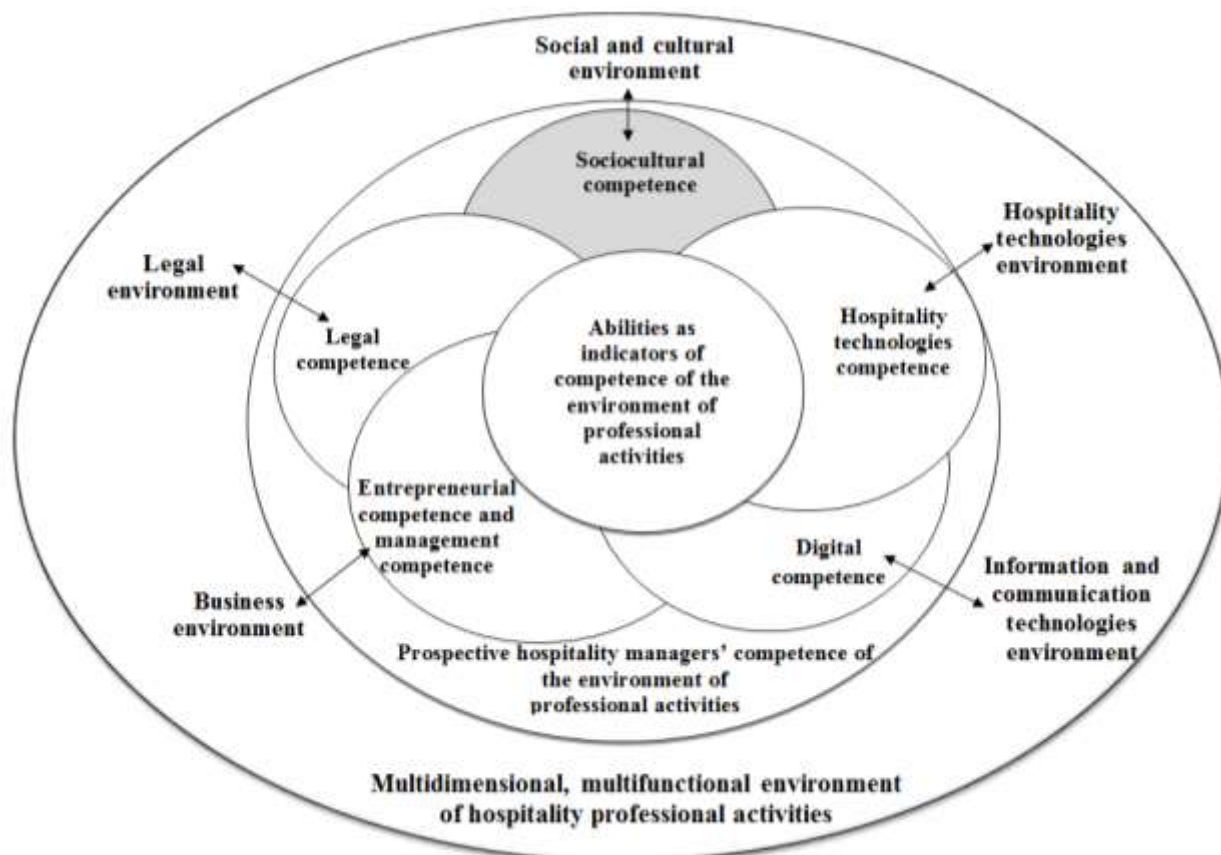 Social and cultural
environment
Sociocultural
competence
Hospitality
technologies
environment
Legal
environment
Legal
competence
Abilities as
indicators of
competence of the
environment of
professional
activities
Hospitality
technologies
competence
Entrepreneurial
competence and
management
competence
Digital
competence
Business
environment
Information and
communication
technologies
environment
Prospective hospitality managers’ competence of
the environment of
professional activities
Multidimensional, multifunctional environment
of hospitality professional activities